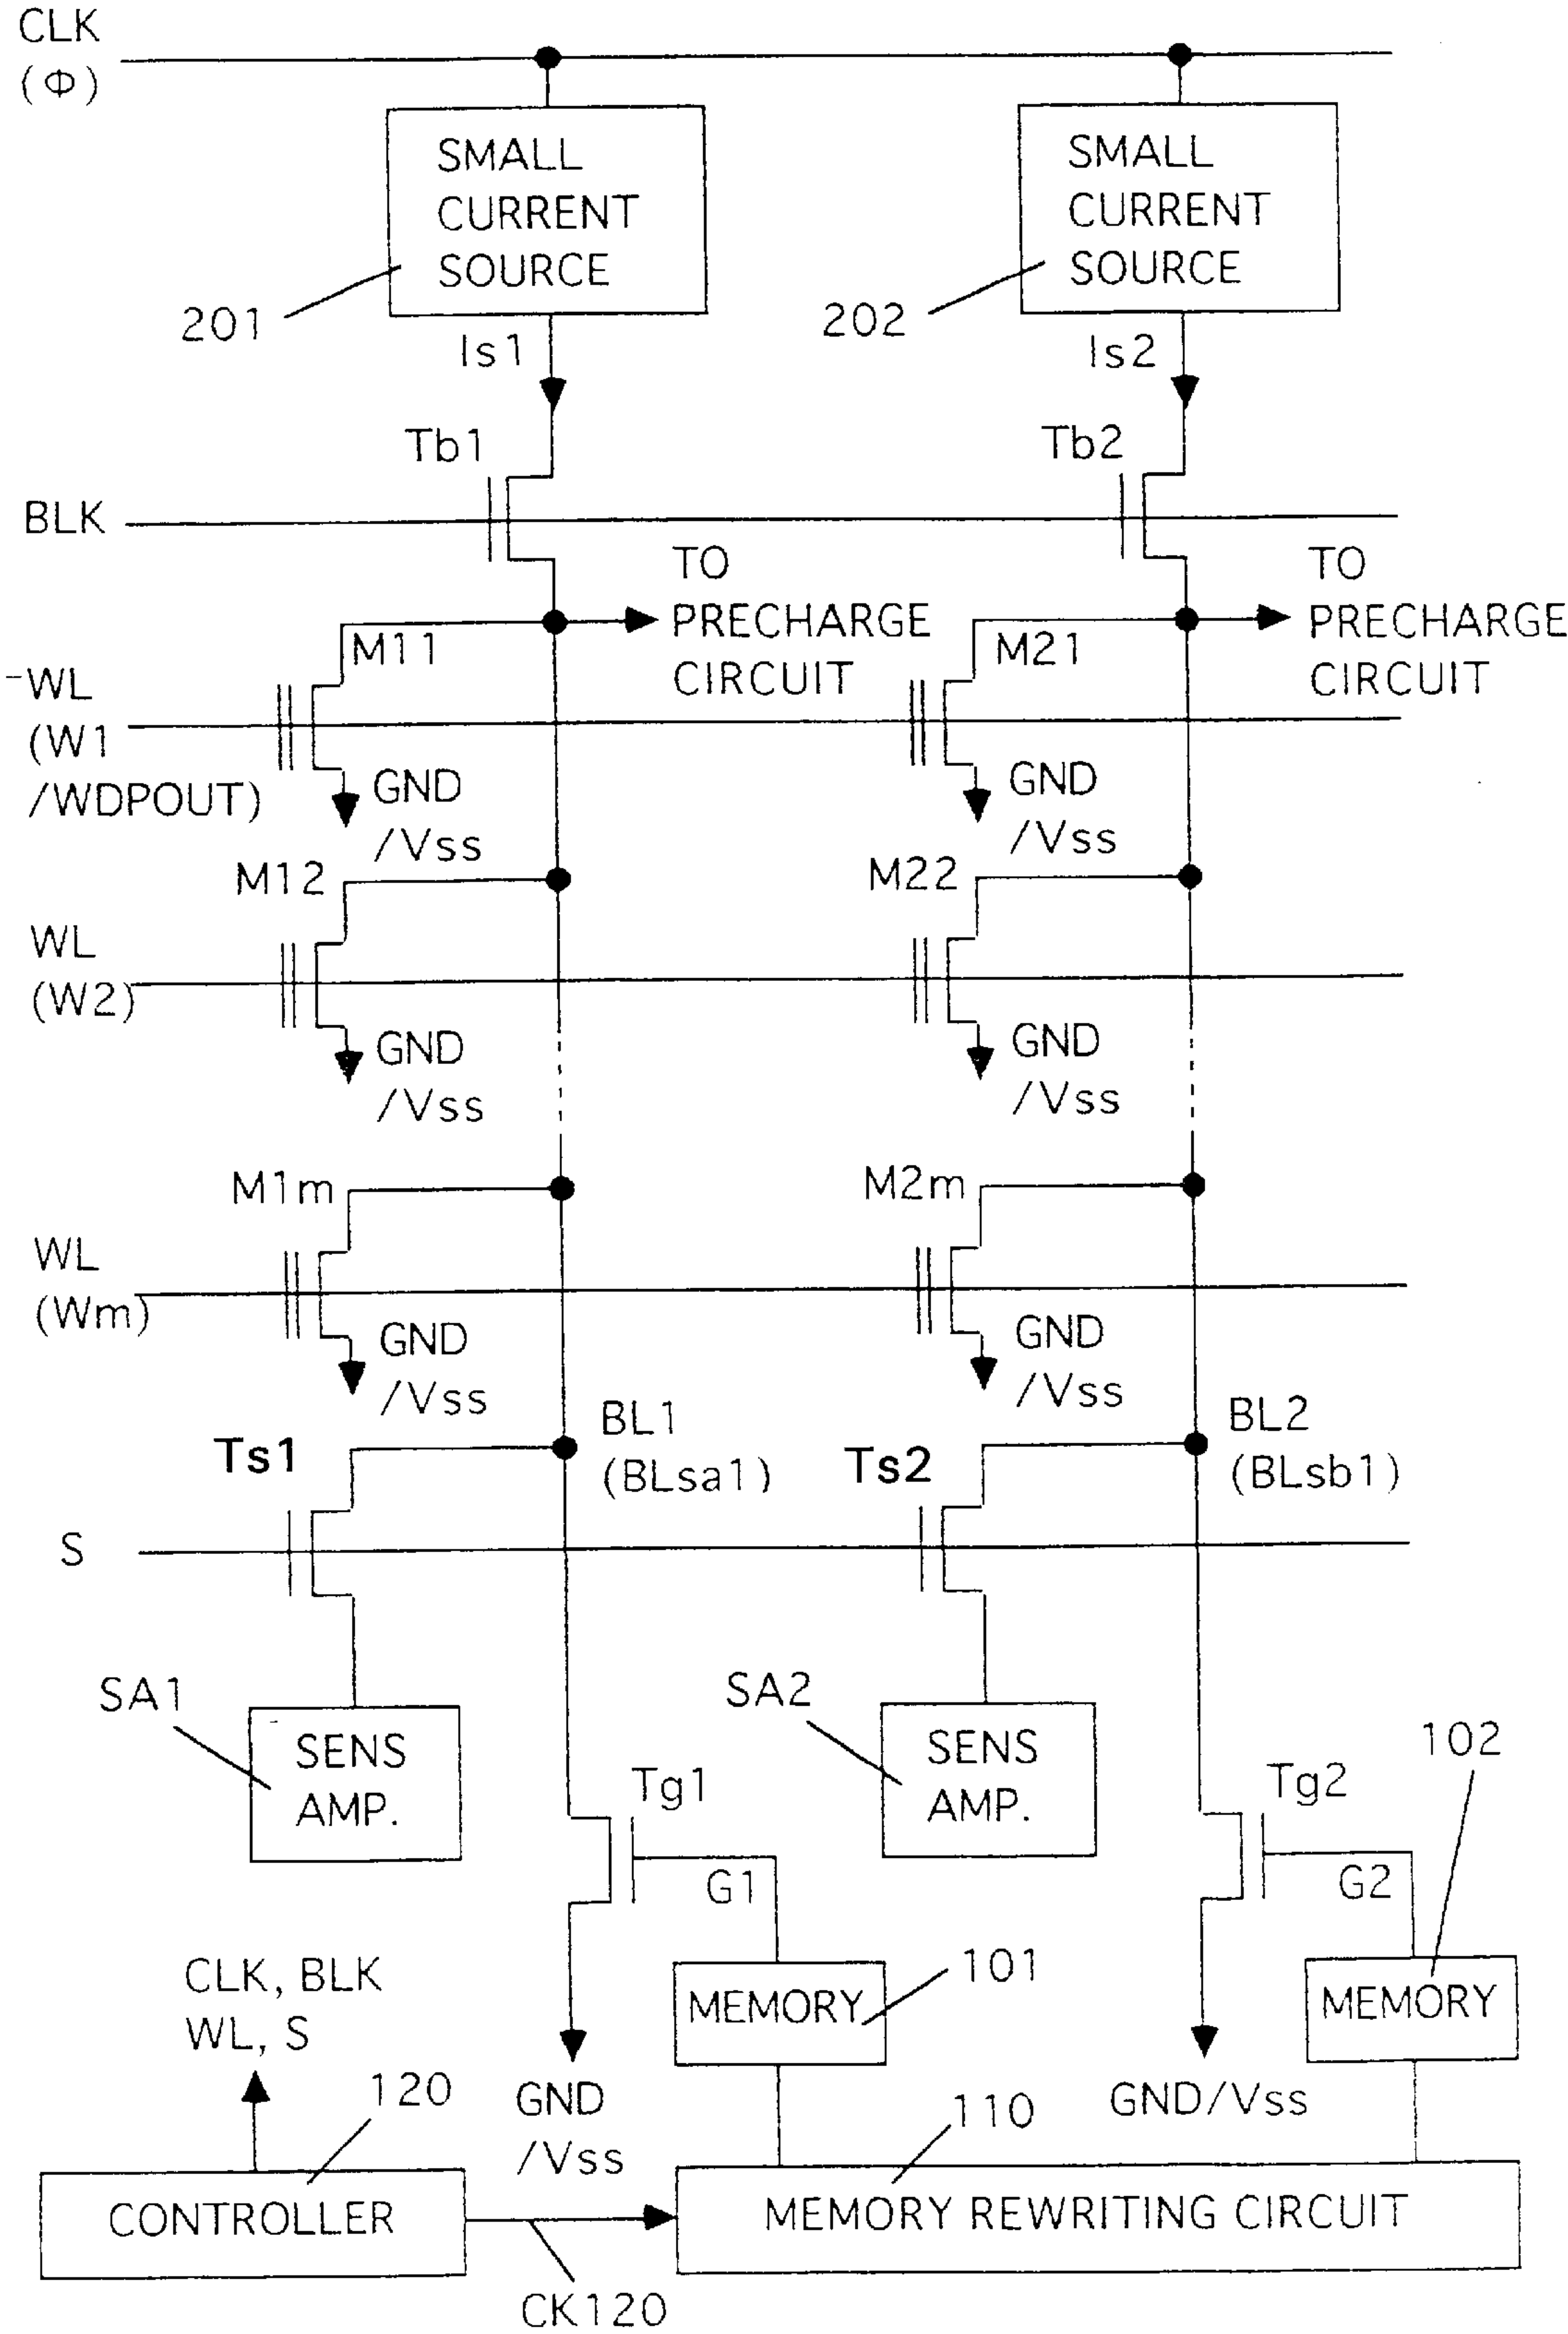 CLK
(Φ)
SMALL
CURRENT
SOURCE
SMALL
CURRENT
SOURCE
201
202
Is1
Is2
Tb1
Tb2
BLK
TO
PRECHARGE
CIRCUIT
TO
PRECHARGE
CIRCUIT
M11
M21
WL
(W1
/WDPOUT)
GND
/Vss
GND
/Vss
M12
M22
WL
(W2)
GND
/Vss
GND
/Vss
M1m
M2m
WL
(Wm)
GND
/Vss
GND
/Vss
BL1
(BLsa1)
BL2
(BLsb1)
Ts1
Ts2
S
SA1
SENS
AMP.
SA2
SENS
AMP.
102
Tg1
Tg2
G1
G2
CLK, BLK
WL, S
MEMORY
101
MEMORY
120
GND
/Vss
110
GND/Vss
CONTROLLER
MEMORY REWRITING CIRCUIT
CK120